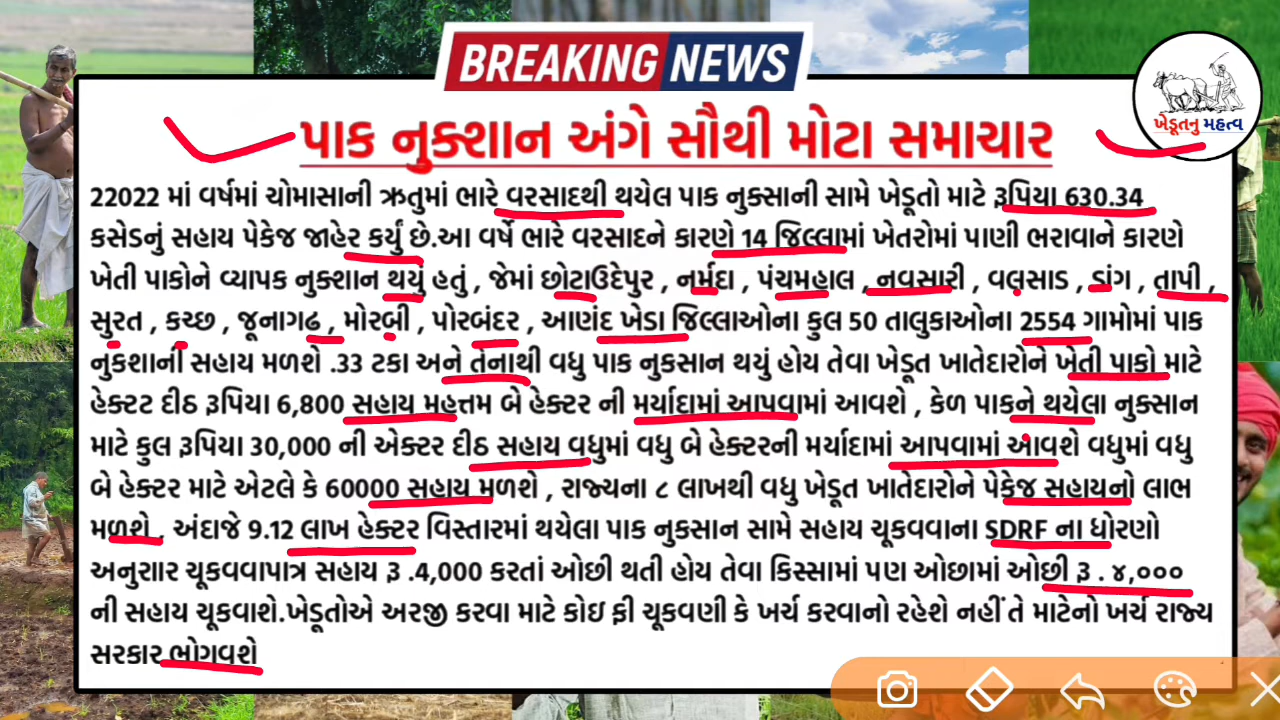 BREAKING NEWS
ખેડૂતનુ મહત્વ
પાક નુક્શાન અંગે સૌથી મોટા સમાચાર
22022 માં વર્ષમાં ચોમાસાની ઋતુમાં ભારે વરસાદથી થયેલ પાક નુક્સાની સામે ખેડૂતો માટે રૂપિયા 630.34
કસેડનું સહાય પેકેજ જાહેર કર્યું છે.આ વર્ષે ભારે વરસાદને કારણે 14 જિલ્લામાં ખેતરોમાં પાણી ભરાવાને કારણે
ખેતી પાકોને વ્યાપક નુક્શાન થયું હતું , જેમાં છોટાઉદેપુર , નર્મદા , પંચમહાલ , નવસારી , વલસાડ , ડાંગ , તાપી ,
સુરત , કચ્છ , જૂનાગઢ , મોરબી , પોરબંદર , આણંદ ખેડા જિલ્લાઓના કુલ 50 તાલુકાઓના 2554 ગામોમાં પાક
નુકશાની સહાય મળશે .33 ટકા અને તેનાથી વધુ પાક નુકસાન થયું હોય તેવા ખેડૂત ખાતેદારોને ખેતી પાકો માટે
હેક્ટટ દીઠ રૂપિયા 6,800 સહાય મહત્તમ બે હેક્ટર ની મર્યાદામાં આપવામાં આવશે , કેળ પાકને થયેલા નુક્સાન
માટે કુલ રૂપિયા 30,000 ની એક્ટર દીઠ સહાય વધુમાં વધુ બે હેક્ટરની મર્યાદામાં આપવામાં આવશે વધુમાં વધુ
બે હેક્ટર માટે એટલે કે 60000 સહાય મળશે , રાજ્યના ૮ લાખથી વધુ ખેડૂત ખાતેદારોને પેકેજ સહાયનો લાભ
મળશે . અંદાજે 9.12 લાખ હેક્ટર વિસ્તારમાં થયેલા પાક નુકસાન સામે સહાય ચૂકવવાના SDRF ના ધોરણો
અનુરાાર ચૂકવવાપાત્ર સહાય રૂ .4,000 કરતાં ઓછી થતી હોય તેવા કિસ્સામાં પણ ઓછામાં ઓછી રૂ . ૪,૦૦૦
ની સહાય ચૂકવાશે.ખેડૂતોએ અરજી કરવા માટે કોઇ ફી ચૂકવણી કે ખર્ચ કરવાનો રહેશે નહીં તે માટેનો ખર્ચ રાજ્ય
સરકાર ભોગવશે